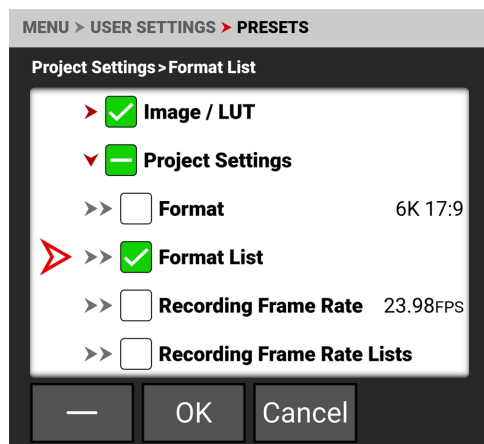 MENU > USER SETTINGS > PRESETS
Project Settings>Format List
Image / LUT
Project Settings
Format 6K 17:9
Format List
Recording Frame Rate 23.98FPS
Recording Frame Rate Lists
— OK Cancel